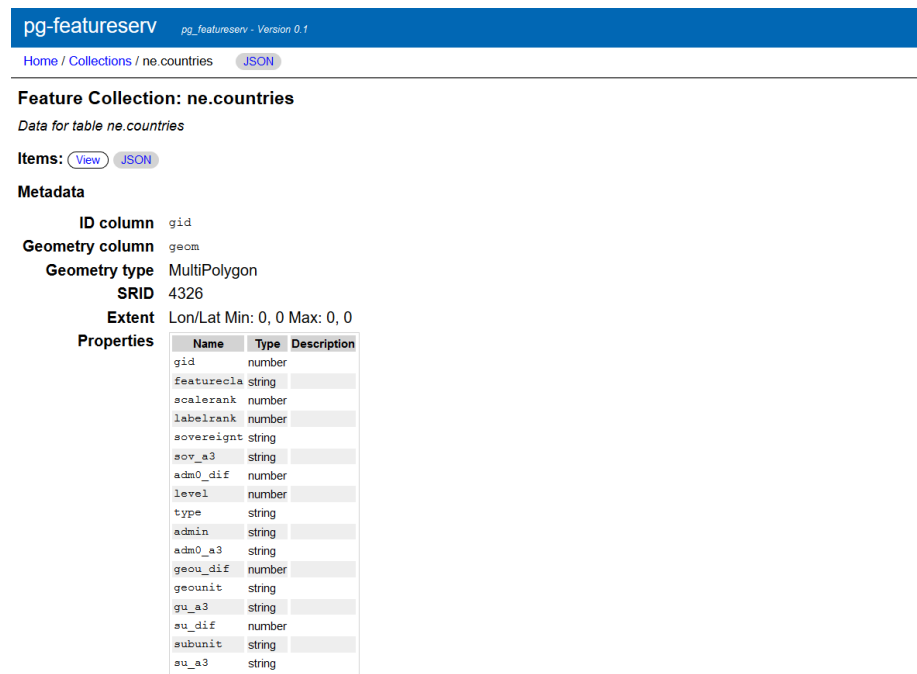 pg-featureserv pg_featureserv - Version 0.1
Home / Collections / ne.countries JSON
Feature Collection: ne.countries
Data for table ne.countries
Items: View JSON
Metadata
ID column gid
Geometry column geom
Geometry type MultiPolygon
SRID 4326
Extent Lon/Lat Min: 0, 0 Max: 0, 0
Properties Name Type Description
gid number
featurecla string
scalerank number
labelrank number
sovereignt string
sov_a3 string
adm0_dif number
level number
type string
admin string
adm0_a3 string
geou_dif number
geounit string
gu_a3 string
su_dif number
subunit string
su_a3 string